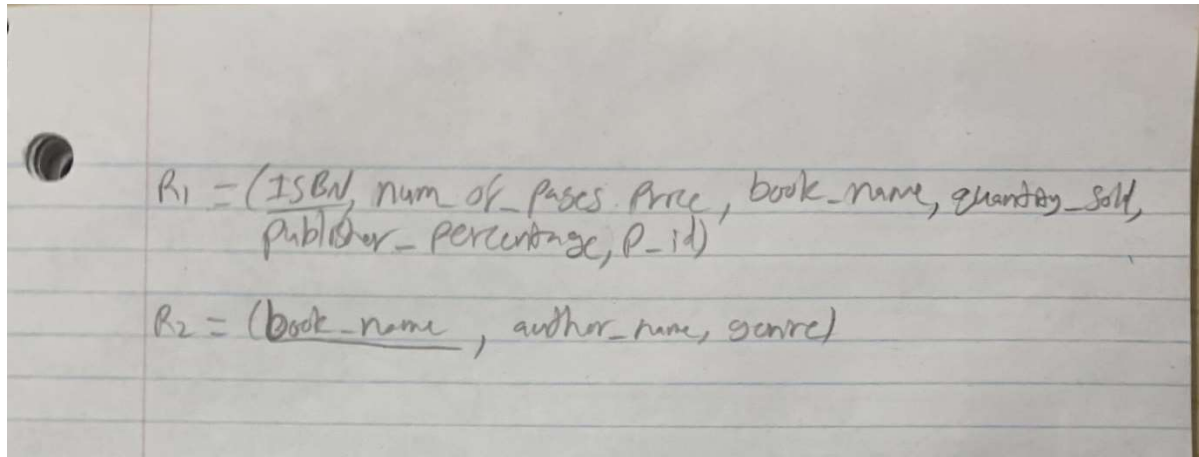 R1 = (ISBN, num_of_pages. Price, book_name, quantity_sold,
publisher_percentage, p_id)
R2 = (book_name, author_name, genre)